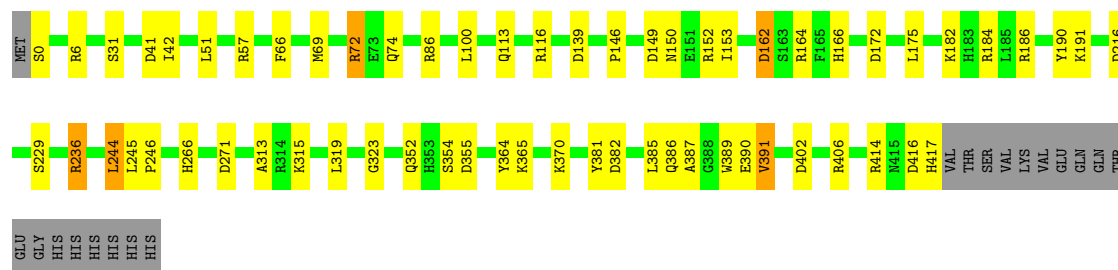 MET S0 R6 S31 D41 I42 L51 R57 F66 M69 R72 E73 Q74 R86 L100 Q113 R116 D139 P146 D149 N150 E151 R152 I153 D162 S163 R164 F165 H166 D172 L175 K182 H183 R184 L185 R186 Y190 K191
S229 R236 L244 L245 P246 H266 D271 A313 R314 K315 L319 G323 Q352 H353 S354 D355 Y364 K365 K370 Y381 D382 L385 Q386 A387 G388 W389 E390 V391 D402 R406 R414 N415 D416 H417 VAL THR SER VAL LYS VAL GLU GLN GLN THR
GLU GLY HIS HIS HIS HIS HIS HIS